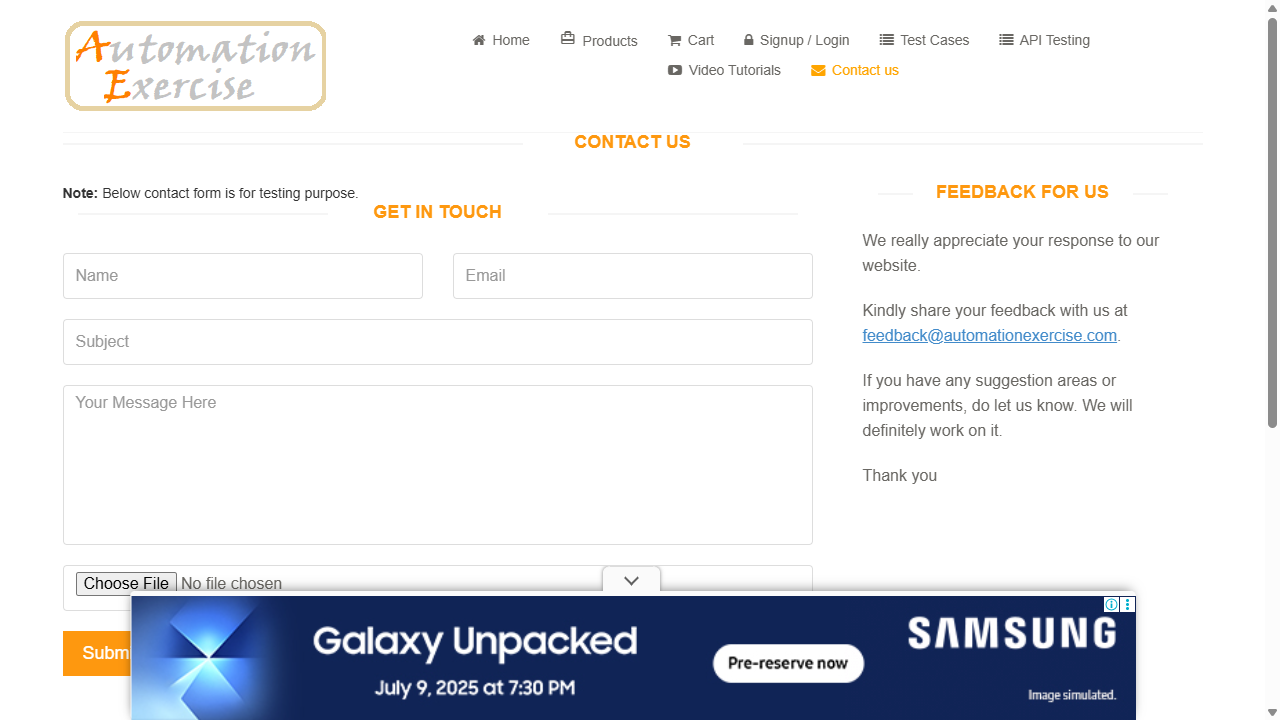 Automation
Exercise
Home
Products
Cart
Signup / Login
Test Cases
API Testing
Video Tutorials
Contact us
CONTACT US
Note: Below contact form is for testing purpose.
GET IN TOUCH
Name
Email
Subject
Your Message Here
Choose File No file chosen
Subm
FEEDBACK FOR US
We really appreciate your response to our
website.
Kindly share your feedback with us at
feedback@automationexercise.com.
If you have any suggestion areas or
improvements, do let us know. We will
definitely work on it.
Thank you
Galaxy Unpacked
July 9, 2025 at 7:30 PM
Pre-reserve now
SAMSUNG
Image simulated.